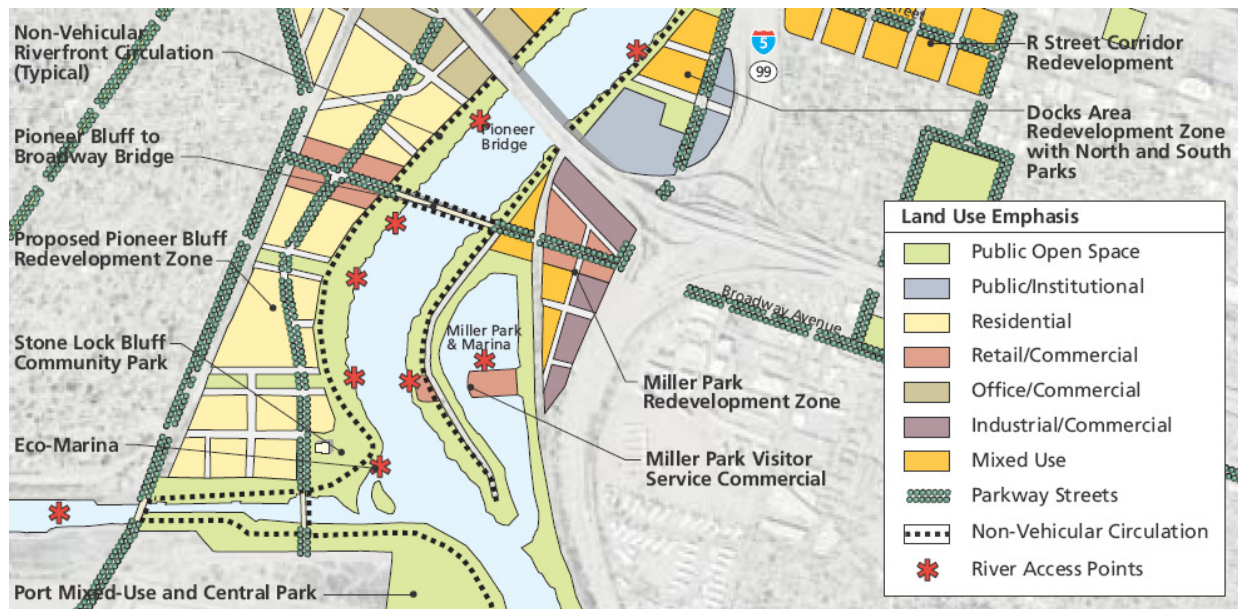 Non-Vehicular
Riverfront Circulation
(Typical)
Pioneer Bluff to
Broadway Bridge
Proposed Pioneer Bluff
Redevelopment Zone
Stone Lock Bluff
Community Park
Eco-Marina
Port Mixed-Use and Central Park
Pioneer
Bridge
Miller Park
& Marina
5
99
Street
R Street Corridor
Redevelopment
Docks Area
Redevelopment Zone
with North and South
Parks
Broadway Avenue
Miller Park
Redevelopment Zone
Miller Park Visitor
Service Commercial
Land Use Emphasis
Public Open Space
Public/Institutional
Residential
Retail/Commercial
Office/Commercial
Industrial/Commercial
Mixed Use
Parkway Streets
Non-Vehicular Circulation
River Access Points